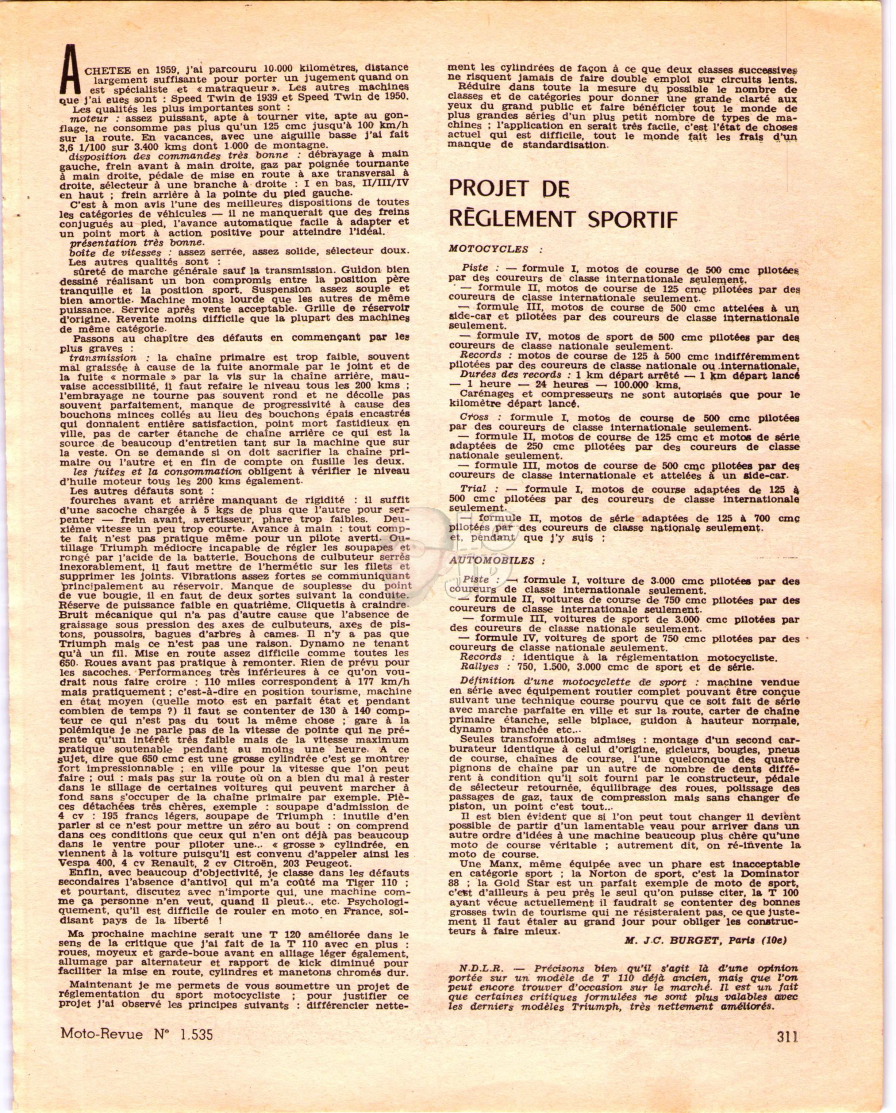 ACHETEE en 1959, j'ai parcouru 10.000 kilomètres, distance
largement suffisante pour porter un jugement quand on
est spécialiste et « matraqueur ». Les autres machines
que j'ai eues sont : Speed Twin de 1939 et Speed Twin de 1950.
Les qualités les plus importantes sont :
moteur : assez puissant, apte à tourner vite, apte au gon-
flage, ne consomme pas plus qu'un 125 cmc jusqu'à 100 km/h
sur la route. En vacances, avec une aiguille basse j'ai fait
3,6 1/100 sur 3.400 kms dont 1.000 de montagne.
disposition des commandes très bonne : débrayage à main
gauche, frein avant à main droite, gaz par poignée tournante
à main droite, pédale de mise en route à axe transversal à
droite, sélecteur à une branche à droite : I en bas, II/III/IV
en haut ; frein arrière à la pointe du pied gauche.
C'est à mon avis l'une des meilleures dispositions de toutes
les catégories de véhicules — il ne manquerait que des freins
conjugués au pied, l'avance automatique facile à adapter et
un point mort à action positive pour atteindre l'idéal.
présentation très bonne.
boîte de vitesses : assez serrée, assez solide, sélecteur doux.
Les autres qualités sont :
sûreté de marche générale sauf la transmission. Guidon bien
dessiné réalisant un bon compromis entre la position père
tranquille et la position sport. Suspension assez souple et
bien amortie. Machine moins lourde que les autres de même
puissance. Service après vente acceptable. Grille de réservoir
d'origine. Revente moins difficile que la plupart des machines
de même catégorie.
Passons au chapitre des défauts en commençant par les
plus graves :
transmission : la chaîne primaire est trop faible, souvent
mal graissée à cause de la fuite anormale par le joint et de
la fuite « normale » par la vis sur la chaîne arrière, mau-
vaise accessibilité, il faut refaire le niveau tous les 200 kms ;
l'embrayage ne tourne pas souvent rond et ne décolle pas
souvent parfaitement, manque de progressivité à cause des
bouchons minces collés au lieu des bouchons épais encastrés
qui donnaient entière satisfaction, point mort fastidieux en
ville, pas de carter étanche de chaîne arrière ce qui est la
source de beaucoup d'entretien tant sur la machine que sur
la veste. On se demande si on doit sacrifier la chaîne pri-
maire ou l'autre et en fin de compte on fusille les deux.
les fuites et la consommation obligent à vérifier le niveau
d'huile moteur tous les 200 kms également.
Les autres défauts sont :
fourches avant et arrière manquant de rigidité : il suffit
d'une sacoche chargée à 5 kgs de plus que l'autre pour ser-
penter — frein avant, avertisseur, phare trop faibles. Deu-
xième vitesse un peu trop courte. Avance à main : tout comp-
te fait n'est pas pratique même pour un pilote averti. Ou-
tillage Triumph médiocre incapable de régler les soupapes et
rongé par l'acide de la batterie. Bouchons de culbuteur serrés
inexorablement, il faut mettre de l'hermétic sur les filets et
supprimer les joints. Vibrations assez fortes se communiquant
principalement au réservoir. Manque de souplesse du point
de vue bougie, il en faut de deux sortes suivant la conduite.
Réserve de puissance faible en quatrième. Cliquetis à craindre.
Bruit mécanique qui n'a pas d'autre cause que l'absence de
graissage sous pression des axes de culbuteurs, axes de pis-
tons, poussoirs, bagues d'arbres à cames. Il n'y a pas que
Triumph mais ce n'est pas une raison. Dynamo ne tenant
qu'à un fil. Mise en route assez difficile comme toutes les
650. Roues avant pas pratique à remonter. Rien de prévu pour
les sacoches. Performances très inférieures à ce qu'on vou-
drait nous faire croire : 110 miles correspondent à 177 km/h
mais pratiquement ; c'est-à-dire en position tourisme, machine
en état moyen (quelle moto est en parfait état et pendant
combien de temps ?) il faut se contenter de 130 à 140 comp-
teur ce qui n'est pas du tout la même chose ; gare à la
polémique je ne parle pas de la vitesse de pointe qui ne pré-
sente qu'un intérêt très faible mais de la vitesse maximum
pratique soutenable pendant au moins une heure. A ce
sujet, dire que 650 cmc est une grosse cylindrée c'est se montrer
fort impressionnable ; en ville pour la vitesse que l'on peut
faire ; oui : mais pas sur la route où on a bien du mal à rester
dans le sillage de certaines voitures qui peuvent marcher à
fond sans s'occuper de la chaîne primaire par exemple. Piè-
ces détachées très chères, exemple : soupape d'admission de
4 cv : 195 francs légers, soupape de Triumph : inutile d'en
parler si ce n'est pour mettre un zéro au bout : on comprend
dans ces conditions que ceux qui n'en ont déjà pas beaucoup
dans le ventre pour piloter une... « grosse » cylindrée, en
viennent à la voiture puisqu'il est convenu d'appeler ainsi les
Vespa 400, 4 cv Renault, 2 cv Citroën, 203 Peugeot.
Enfin, avec beaucoup d'objectivité, je classe dans les défauts
secondaires l'absence d'antivol qui m'a coûté ma Tiger 110 ;
et pourtant, discutez avec n'importe qui, une machine com-
me ça personne n'en veut, quand il pleut... etc. Psychologi-
quement, qu'il est difficile de rouler en moto en France, soi-
disant pays de la liberté !
Ma prochaine machine serait une T 120 améliorée dans le
sens de la critique que j'ai fait de la T 110 avec en plus :
roues, moyeux et garde-boue avant en alliage léger également,
allumage par alternateur et rapport de kick diminué pour
faciliter la mise en route, cylindres et manetons chromés dur.
Maintenant je me permets de vous soumettre un projet de
réglementation du sport motocycliste ; pour justifier ce
projet j'ai observé les principes suivants : différencier nette-
ment les cylindrées de façon à ce que deux classes successives
ne risquent jamais de faire double emploi sur circuits lents.
Réduire dans toute la mesure du possible le nombre de
classes et de catégories pour donner une grande clarté aux
yeux du grand public et faire bénéficier tout le monde de
plus grandes séries d'un plus petit nombre de types de ma-
chines ; l'application en serait très facile, c'est l'état de choses
actuel qui est difficile, tout le monde fait les frais d'un
manque de standardisation.
PROJET DE
RÈGLEMENT SPORTIF
MOTOCYCLES :
Piste : — formule I, motos de course de 500 cmc pilotées
par des coureurs de classe internationale seulement.
— formule II, motos de course de 125 cmc pilotées par des
coureurs de classe internationale seulement.
— formule III, motos de course de 500 cmc attelées à un
side-car et pilotées par des coureurs de classe internationale
seulement.
— formule IV, motos de sport de 500 cmc pilotées par des
coureurs de classe nationale seulement.
Records : motos de course de 125 à 500 cmc indifféremment
pilotées par des coureurs de classe nationale ou internationale.
Durées des records : 1 km départ arrêté — 1 km départ lancé
— 1 heure — 24 heures — 100.000 kms.
Carénages et compresseurs ne sont autorisés que pour le
kilomètre départ lancé.
Cross : formule I, motos de course de 500 cmc pilotées
par des coureurs de classe internationale seulement.
— formule II, motos de course de 125 cmc et motos de série
adaptées de 250 cmc pilotées par des coureurs de classe
nationale seulement.
— formule III, motos de course de 500 cmc pilotées par des
coureurs de classe internationale et attelées à un side-car.
Trial : — formule I, motos de course adaptées de 125 à
500 cmc pilotées par des coureurs de classe internationale
seulement.
— formule II, motos de série adaptées de 125 à 700 cmc
pilotées par des coureurs de classe nationale seulement.
et, pendant que j'y suis :
AUTOMOBILES :
Piste : — formule I, voiture de 3.000 cmc pilotées par des
coureurs de classe internationale seulement.
— formule II, voitures de course de 750 cmc pilotées par des
coureurs de classe internationale seulement.
— formule III, voitures de sport de 3.000 cmc pilotées par
des coureurs de classe nationale seulement.
— formule IV, voitures de sport de 750 cmc pilotées par des
coureurs de classe nationale seulement.
Records : identique à la réglementation motocycliste.
Rallyes : 750, 1.500, 3.000 cmc de sport et de série.
Définition d'une motocyclette de sport : machine vendue
en série avec équipement routier complet pouvant être conçue
suivant une technique course pourvu que ce soit fait de série
avec marche parfaite en ville et sur la route, carter de chaîne
primaire étanche, selle biplace, guidon à hauteur normale,
dynamo branchée etc...
Seules transformations admises : montage d'un second car-
burateur identique à celui d'origine, gicleurs, bougies, pneus
de course, chaînes de course, l'une quelconque des quatre
pignons de chaîne par un autre de nombre de dents diffé-
rent à condition qu'il soit fourni par le constructeur, pédale
de sélecteur retournée, équilibrage des roues, polissage des
passages de gaz, taux de compression mais sans changer de
piston, un point c'est tout...
Il est bien évident que si l'on peut tout changer il devient
possible de partir d'un lamentable veau pour arriver dans un
autre ordre d'idées à une machine beaucoup plus chère qu'une
moto de course véritable ; autrement dit, on ré-invente la
moto de course.
Une Manx, même équipée avec un phare est inacceptable
en catégorie sport ; la Norton de sport, c'est la Dominator
88 ; la Gold Star est un parfait exemple de moto de sport,
c'est d'ailleurs à peu près le seul qu'on puisse citer, la T 100
ayant vécue actuellement il faudrait se contenter des bonnes
grosses twin de tourisme qui ne résisteraient pas, ce que juste-
ment il faut étaler au grand jour pour obliger les construc-
teurs à faire mieux.
M. J.C. BURGET, Paris (10e)
N.D.L.R. — Précisons bien qu'il s'agit là d'une opinion
portée sur un modèle de T 110 déjà ancien, mais que l'on
peut encore trouver d'occasion sur le marché. Il est un fait
que certaines critiques formulées ne sont plus valables avec
les derniers modèles Triumph, très nettement améliorés.
Moto-Revue N° 1.535
311